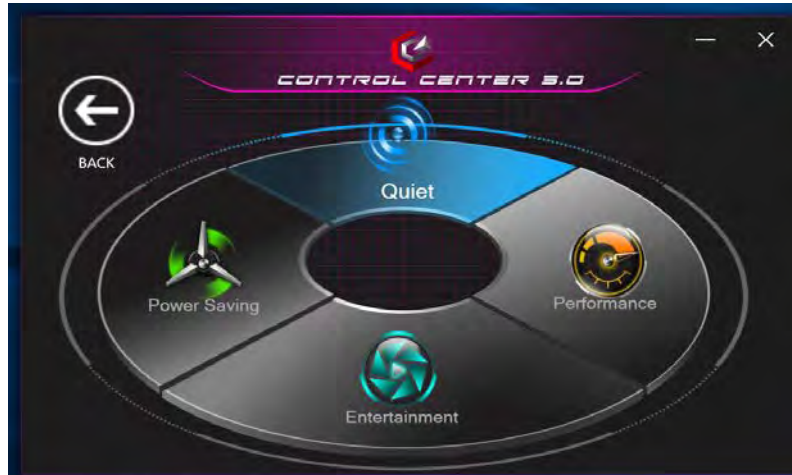 CONTROL CENTER 3.0
BACK
Quiet
Power Saving
Performance
Entertainment